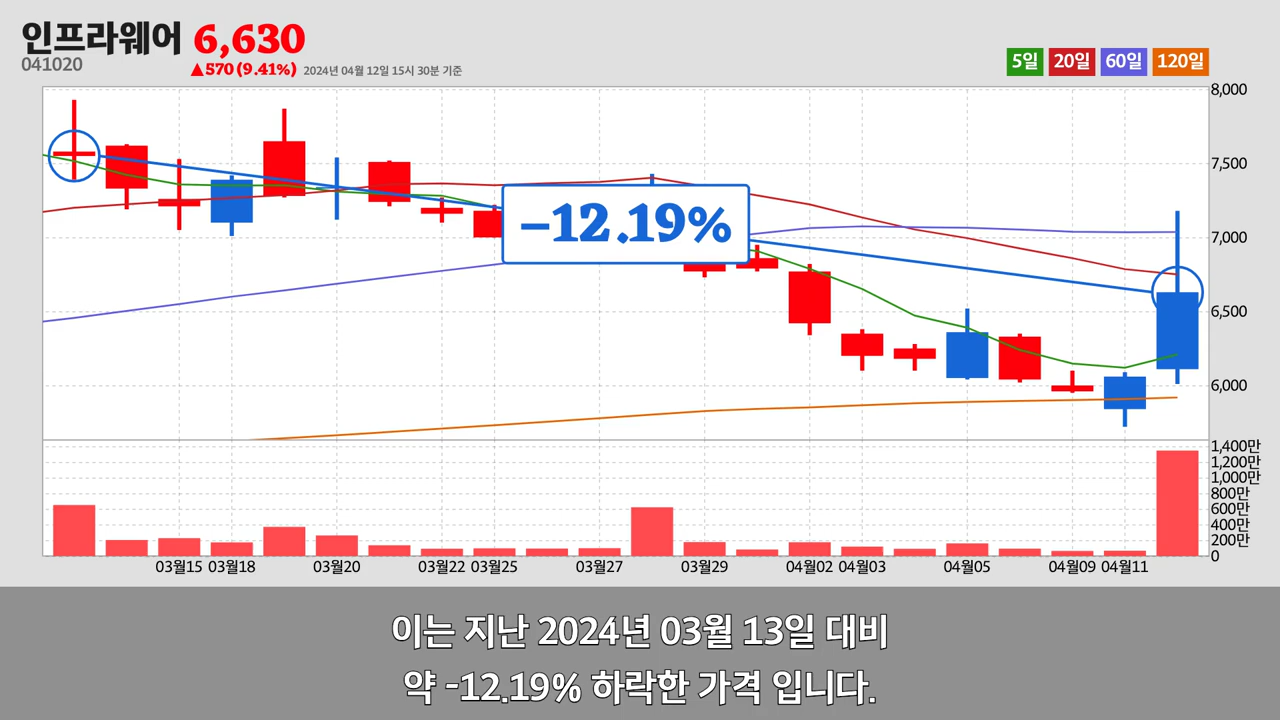 인프라웨어 6,630
041020
▲570 (9.41%) 2024년 04월 12일 15시 30분 기준
5일 20일 60일 120일
8,000
7,500
7,000
6,500
6,000
-12.19%
1,400만
1,200만
1,000만
800만
600만
400만
200만
0
03월15 03월18 03월20 03월22 03월25 03월27 03월29 04월02 04월03 04월05 04월09 04월11
이는 지난 2024년 03월 13일 대비
약 -12.19% 하락한 가격 입니다.